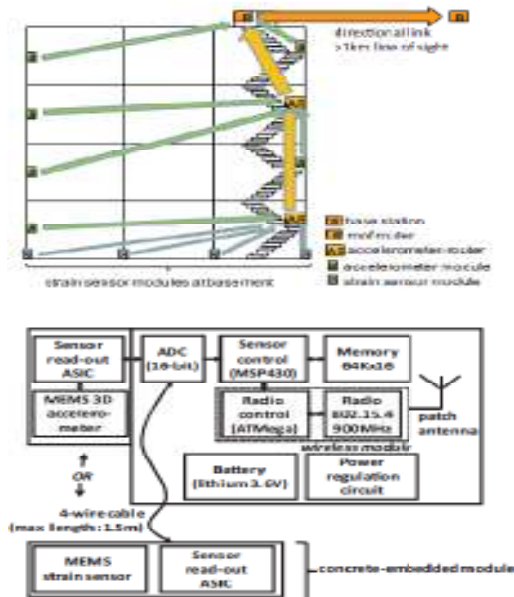 directional link
>1km line of sight
base station
roof router
accelerometer-router
accelerometer module
strain sensor module
strain sensor modules at basement
Sensor
read-out
ASIC
ADC
(16-bit)
Sensor
control
(MSP430)
Memory
64Kx16
MEMS 3D
accelero-
meter
Radio
control
(ATMega)
Radio
802.15.4
900MHz
wireless module
patch
antenna
OR
Battery
(lithium 3.6V)
Power
regulation
circuit
4-wire cable
(max length: 1.5m)
MEMS
strain sensor
Sensor
read-out
ASIC
concrete-embedded module